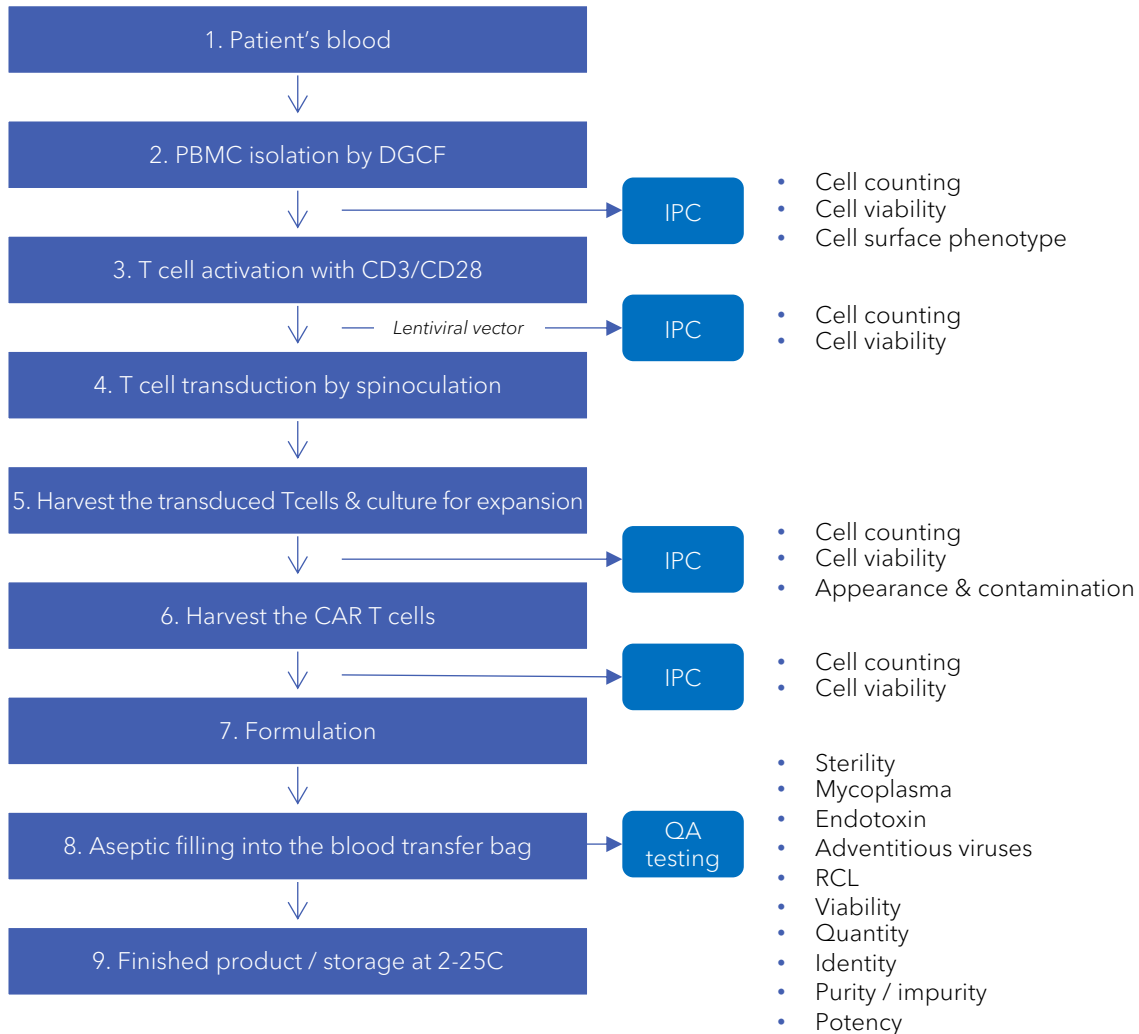 1. Patient's blood
2. PBMC isolation by DGCF
IPC
• Cell counting
• Cell viability
• Cell surface phenotype
3. T cell activation with CD3/CD28
Lentiviral vector
IPC
• Cell counting
• Cell viability
4. T cell transduction by spinoculation
5. Harvest the transduced Tcells & culture for expansion
IPC
• Cell counting
• Cell viability
• Appearance & contamination
6. Harvest the CAR T cells
IPC
• Cell counting
• Cell viability
7. Formulation
8. Aseptic filling into the blood transfer bag
QA
testing
• Sterility
• Mycoplasma
• Endotoxin
• Adventitious viruses
• RCL
• Viability
• Quantity
• Identity
• Purity / impurity
• Potency
9. Finished product / storage at 2-25C